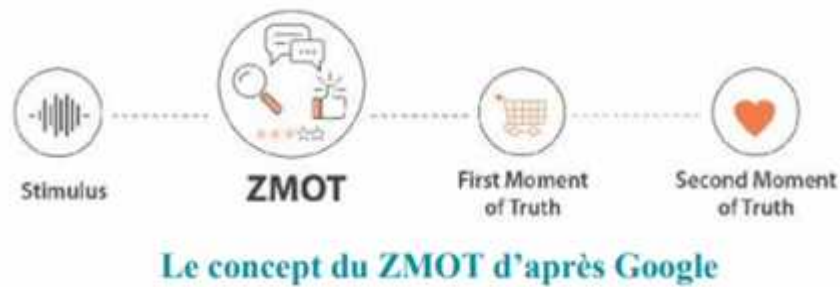 Stimulus
ZMOT
First Moment
of Truth
Second Moment
of Truth
Le concept du ZMOT d'après Google